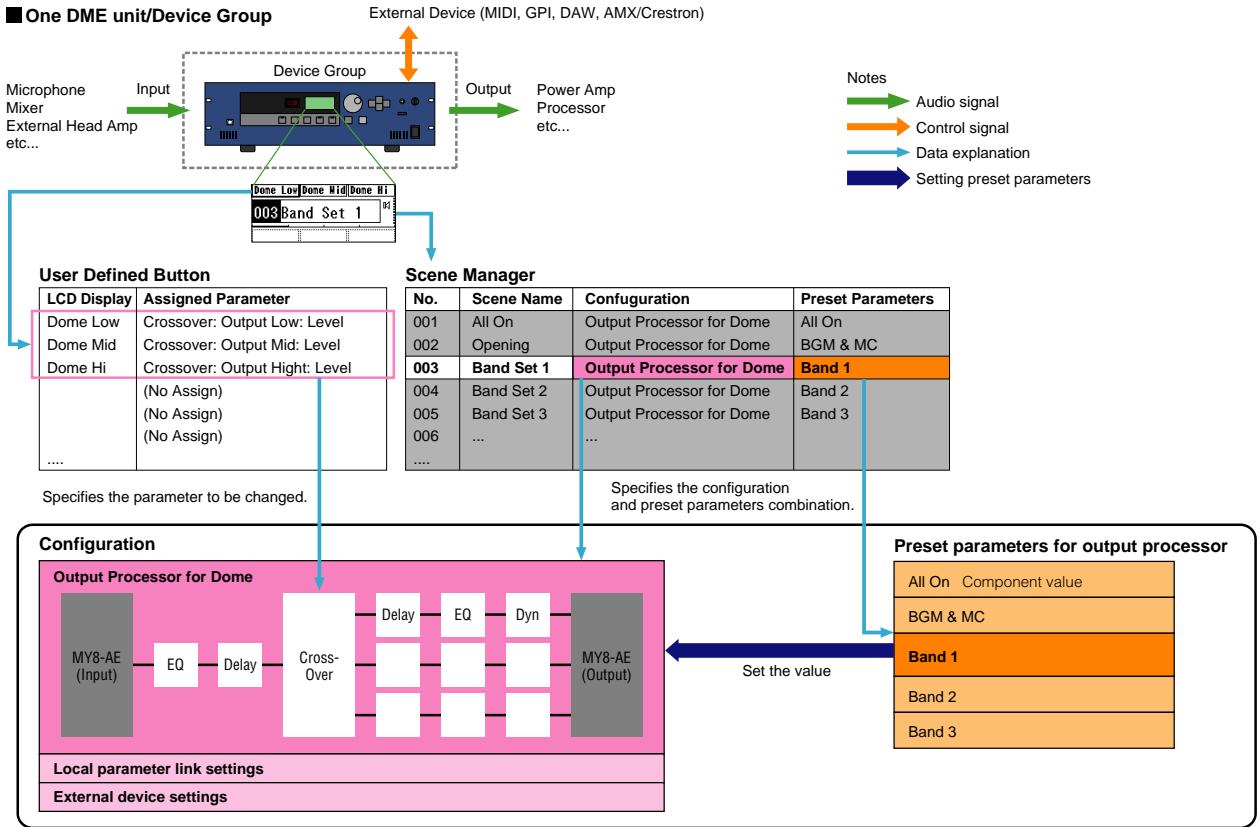 One DME unit/Device Group
External Device (MIDI, GPI, DAW, AMX/Crestron)
Device Group
Microphone
Mixer
External Head Amp
etc...
Input
Output
Power Amp
Processor
etc...
Notes
Audio signal
Control signal
Data explanation
Setting preset parameters
Dome Low Dome Mid Dome Hi
003 Band Set 1
User Defined Button
LCD Display Assigned Parameter
Dome Low Crossover: Output Low: Level
Dome Mid Crossover: Output Mid: Level
Dome Hi Crossover: Output Hight: Level
(No Assign)
(No Assign)
(No Assign)
....
Specifies the parameter to be changed.
Scene Manager
No. Scene Name Confuguration Preset Parameters
001 All On Output Processor for Dome All On
002 Opening Output Processor for Dome BGM & MC
003 Band Set 1 Output Processor for Dome Band 1
004 Band Set 2 Output Processor for Dome Band 2
005 Band Set 3 Output Processor for Dome Band 3
006 ... ...
....
Specifies the configuration
and preset parameters combination.
Configuration
Output Processor for Dome
MY8-AE
(Input)
EQ
Delay
Cross-
Over
Delay
EQ
Dyn
MY8-AE
(Output)
Local parameter link settings
External device settings
Set the value
Preset parameters for output processor
All On Component value
BGM & MC
Band 1
Band 2
Band 3